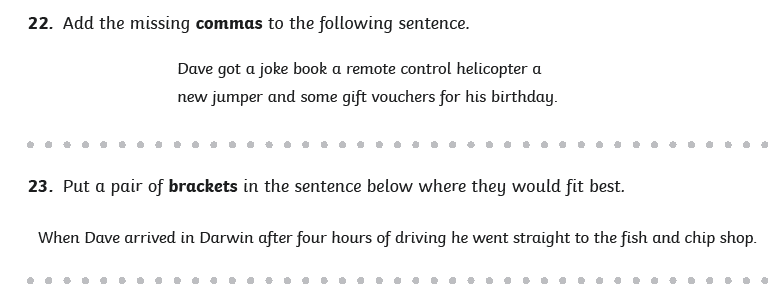 22. Add the missing commas to the following sentence.
Dave got a joke book a remote control helicopter a
new jumper and some gift vouchers for his birthday.
23. Put a pair of brackets in the sentence below where they would fit best.
When Dave arrived in Darwin after four hours of driving he went straight to the fish and chip shop.